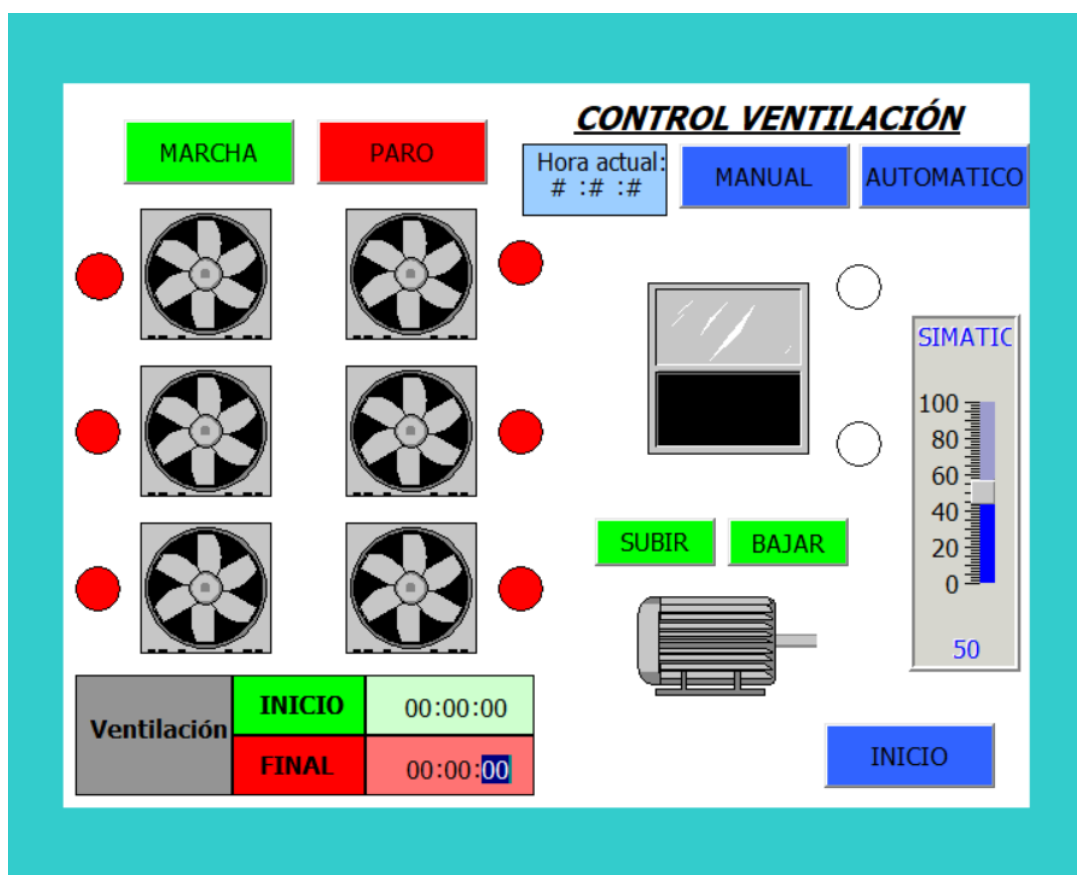 CONTROL VENTILACIÓN
MARCHA
PARO
Hora actual:
# :# :#
MANUAL
AUTOMATICO
SIMATIC
100
80
60
40
20
0
50
SUBIR
BAJAR
Ventilación
INICIO
00:00:00
FINAL
00:00:00
INICIO